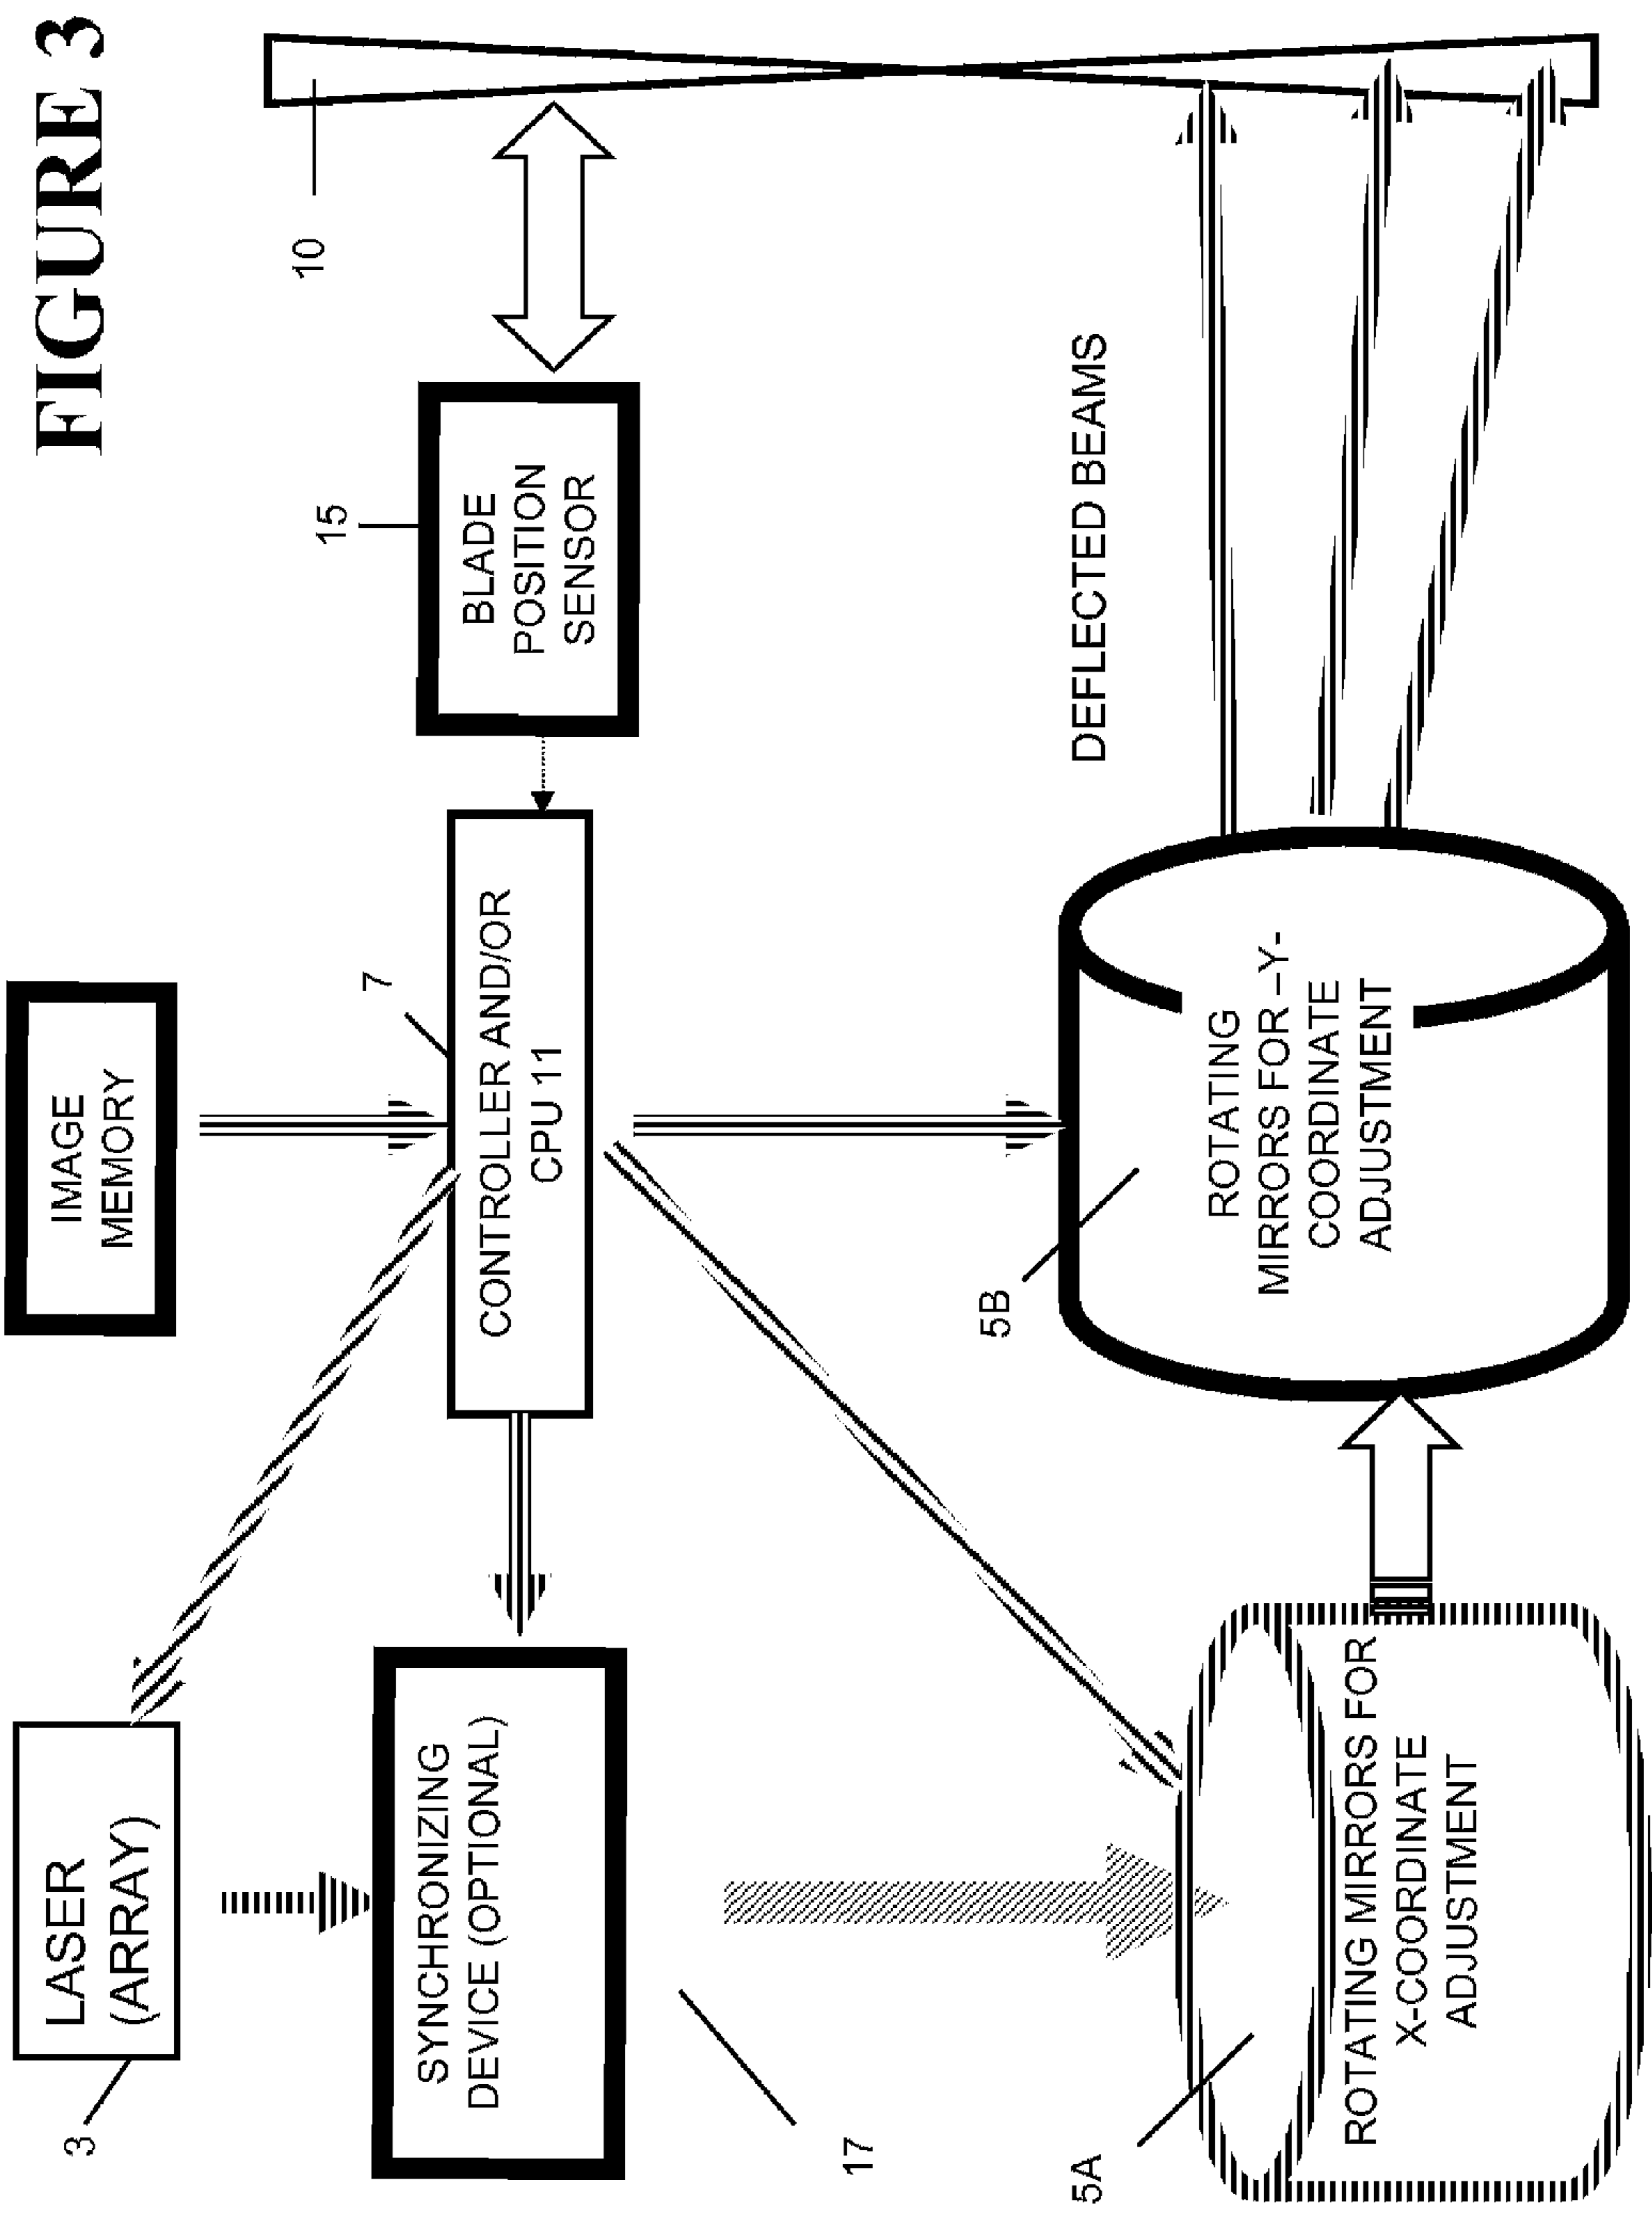 FIGURE 3
LASER
(ARRAY)
3
IMAGE
MEMORY
10
15
BLADE
POSITION
SENSOR
7
CONTROLLER AND/OR
CPU 11
SYNCHRONIZING
DEVICE (OPTIONAL)
17
DEFLECTED BEAMS
5B
ROTATING
MIRRORS FOR –Y-
COORDINATE
ADJUSTMENT
5A
ROTATING MIRRORS FOR
X-COORDINATE
ADJUSTMENT